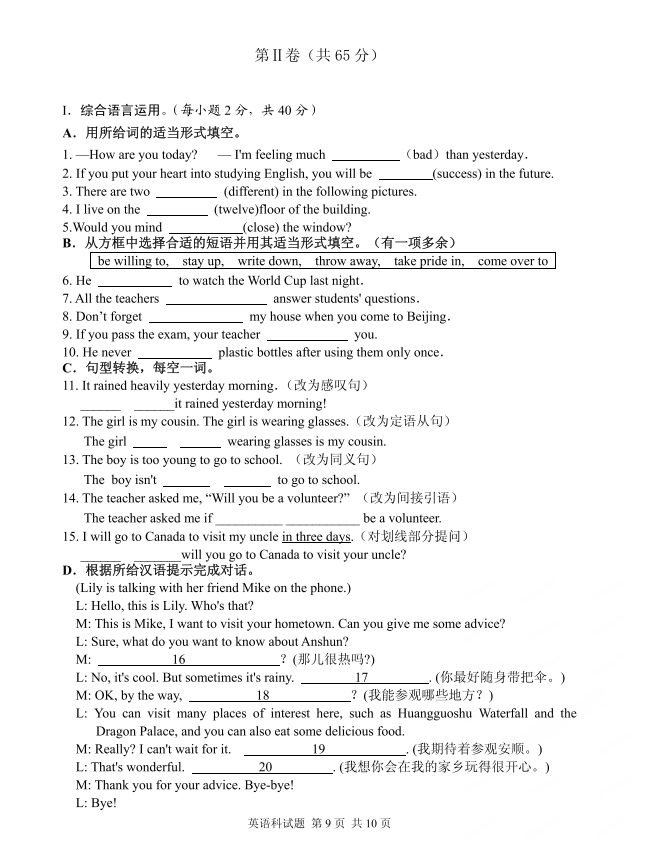 第Ⅱ卷（共 65 分）
I．综合语言运用。（每小题 2 分，共 40 分）
A．用所给词的适当形式填空。
1. —How are you today? — I'm feeling much __________（bad）than yesterday．
2. If you put your heart into studying English, you will be ________(success) in the future.
3. There are two _________ (different) in the following pictures.
4. I live on the _________ (twelve)floor of the building.
5.Would you mind ___________(close) the window?
B．从方框中选择合适的短语并用其适当形式填空。（有一项多余）
be willing to, stay up, write down, throw away, take pride in, come over to
6. He ___________ to watch the World Cup last night．
7. All the teachers _______________ answer students' questions．
8. Don’t forget ______________ my house when you come to Beijing．
9. If you pass the exam, your teacher ____________ you.
10. He never ___________ plastic bottles after using them only once．
C．句型转换，每空一词。
11. It rained heavily yesterday morning．（改为感叹句）
______ ______it rained yesterday morning!
12. The girl is my cousin. The girl is wearing glasses.（改为定语从句）
The girl _____ ______ wearing glasses is my cousin.
13. The boy is too young to go to school. （改为同义句）
The boy isn't _______ _______ to go to school.
14. The teacher asked me, “Will you be a volunteer?” （改为间接引语）
The teacher asked me if __________ ___________ be a volunteer.
15. I will go to Canada to visit my uncle in three days.（对划线部分提问）
______ _______will you go to Canada to visit your uncle?
D．根据所给汉语提示完成对话。
(Lily is talking with her friend Mike on the phone.)
L: Hello, this is Lily. Who's that?
M: This is Mike, I want to visit your hometown. Can you give me some advice?
L: Sure, what do you want to know about Anshun?
M: ___________16______________? (那儿很热吗?)
L: No, it's cool. But sometimes it's rainy. ________17_________. (你最好随身带把伞。)
M: OK, by the way, __________18____________? (我能参观哪些地方？)
L: You can visit many places of interest here, such as Huangguoshu Waterfall and the
Dragon Palace, and you can also eat some delicious food.
M: Really? I can't wait for it. __________19____________. (我期待着参观安顺。)
L: That's wonderful. __________20_________. (我想你会在我的家乡玩得很开心。)
M: Thank you for your advice. Bye-bye!
L: Bye!
英语科试题 第 9 页 共 10 页